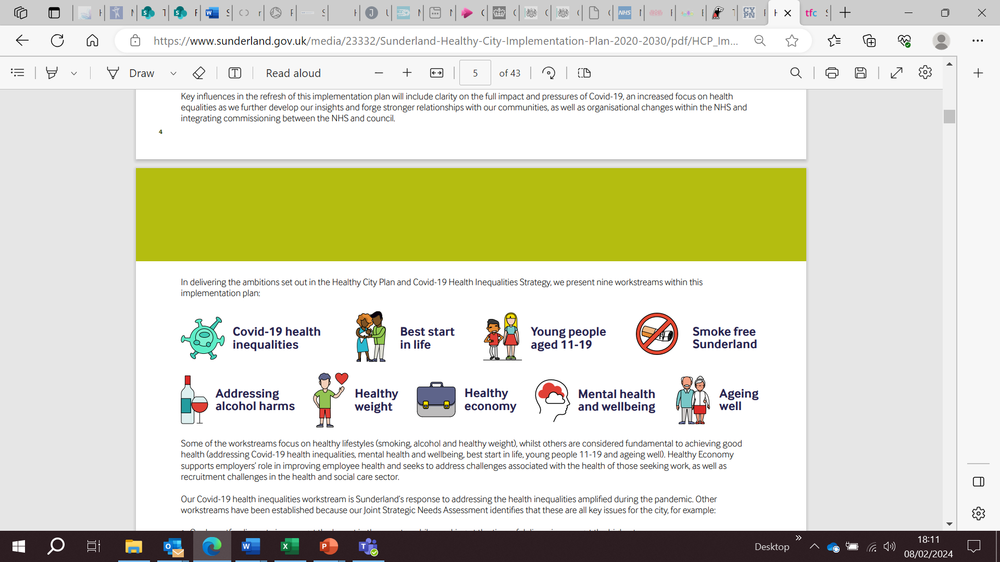 https://www.sunderland.gov.uk/media/23332/Sunderland-Healthy-City-Implementation-Plan-2020-2030/pdf/HCP_Im...
Draw
Read aloud
5 of 43
Key influences in the refresh of this implementation plan will include clarity on the full impact and pressures of Covid-19, an increased focus on health
equalities as we further develop our insights and forge stronger relationships with our communities, as well as organisational changes within the NHS and
integrating commissioning between the NHS and council.
4
In delivering the ambitions set out in the Healthy City Plan and Covid-19 Health Inequalities Strategy, we present nine workstreams within this
implementation plan:
Covid-19 health
inequalities
Best start
in life
Young people
aged 11-19
Smoke free
Sunderland
Addressing
alcohol harms
Healthy
weight
Healthy
economy
Mental health
and wellbeing
Ageing
well
Some of the workstreams focus on healthy lifestyles (smoking, alcohol and healthy weight), whilst others are considered fundamental to achieving good
health (addressing Covid-19 health inequalities, mental health and wellbeing, best start in life, young people 11-19 and ageing well). Healthy Economy
supports employers' role in improving employee health and seeks to address challenges associated with the health of those seeking work, as well as
recruitment challenges in the health and social care sector.
Our Covid-19 health inequalities workstream is Sunderland's response to addressing the health inequalities amplified during the pandemic. Other
workstreams have been established because our Joint Strategic Needs Assessment identifies that these are all key issues for the city, for example:
Desktop
18:11
08/02/2024